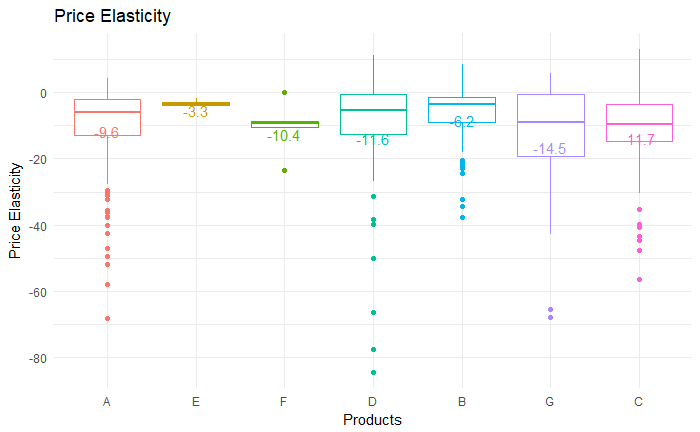 Price Elasticity
Price Elasticity
0
-20
-40
-60
-80
-9.6
-3.3
-10.4
-11.6
-6.2
-14.5
-11.7
A
E
F
D
B
G
C
Products